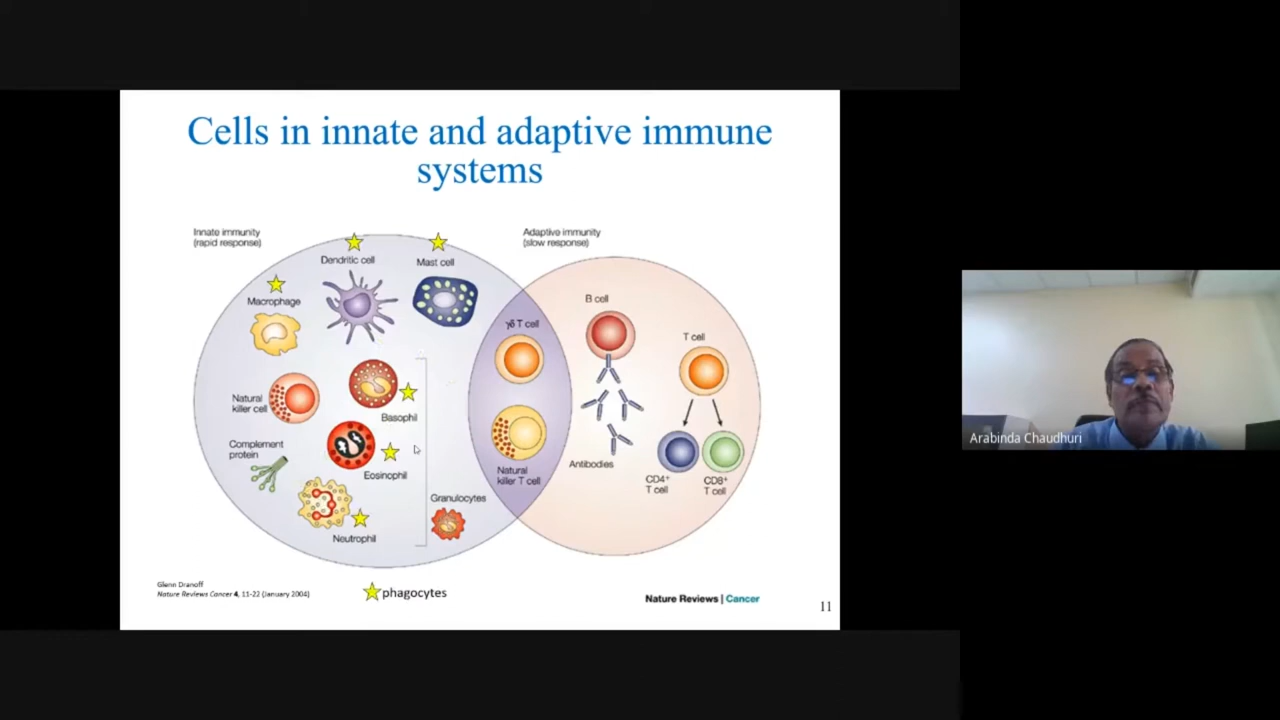 Cells in innate and adaptive immune
systems
Innate immunity
(rapid response)
Adaptive immunity
(slow response)
Dendritic cell
Mast cell
Macrophage
B cell
γδ T cell
T cell
Natural
killer cell
Basophil
Complement
protein
Eosinophil
Antibodies
Natural
killer T cell
CD4+
T cell
CD8+
T cell
Granulocytes
Neutrophil
Glenn Dranoff
Nature Reviews Cancer 4, 11-22 (January 2004)
phagocytes
Nature Reviews | Cancer
11
Arabinda Chaudhuri